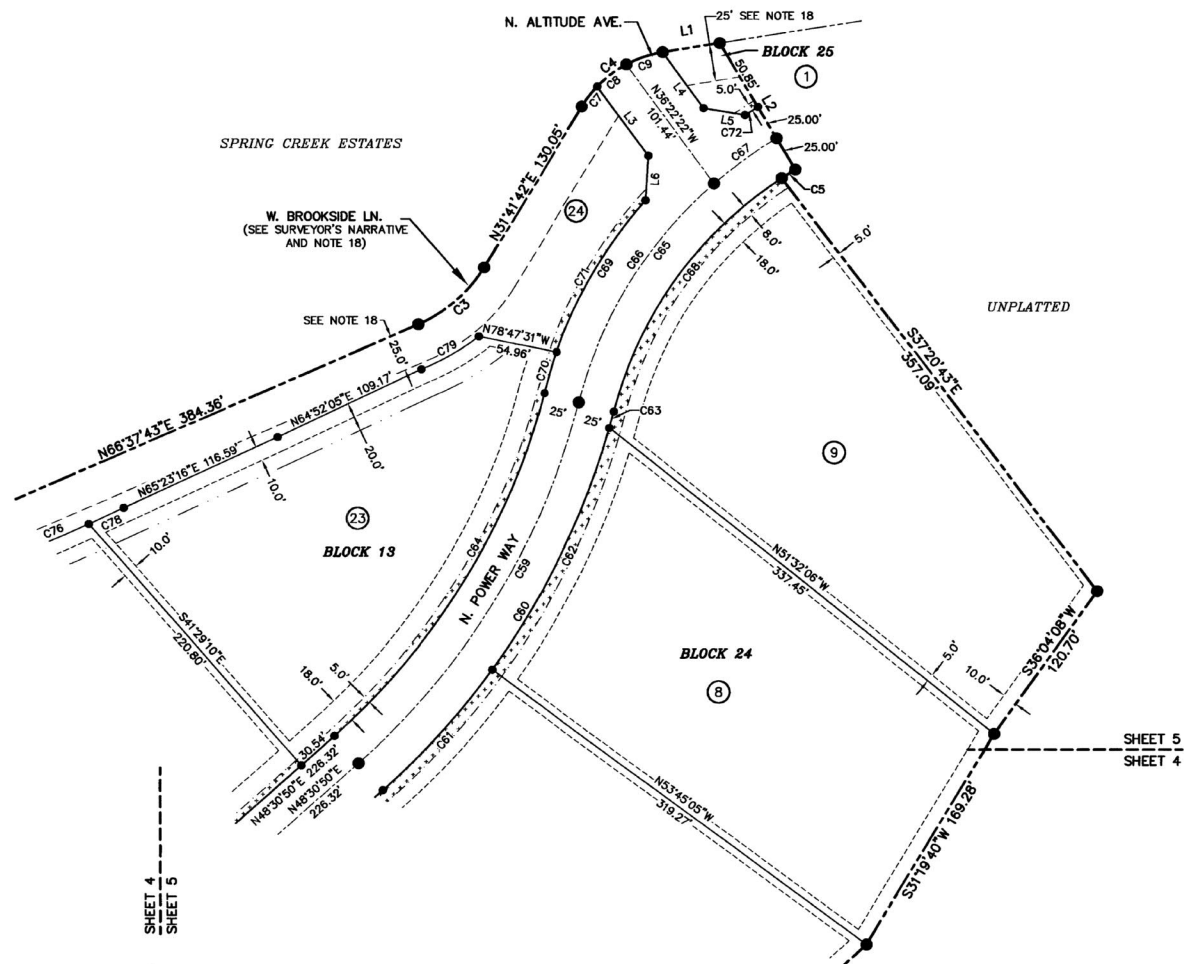 N. ALTITUDE AVE.
L1
25' SEE NOTE 18
BLOCK 25
1
50.85'
C4
C9
C8
C7
L4
5.0'
L2
L5
C72
25.00'
25.00'
N36°22'22"W
101.44'
L3
C67
C5
SPRING CREEK ESTATES
N31°41'42"E 130.05'
L6
24
W. BROOKSIDE LN.
(SEE SURVEYOR'S NARRATIVE
AND NOTE 18)
C3
SEE NOTE 18
25.0'
C79
N78°47'31"W
54.96'
C71
C69
C66
C65
C68
8.0'
18.0'
5.0'
UNPLATTED
S37°20'43"E
357.09'
C70
25'
25'
C63
N66°37'43"E 384.36'
N64°52'05"E 109.17'
N65°23'16"E 116.59'
20.0'
10.0'
C76
C78
10.0'
23
BLOCK 13
9
C64
N. POWER WAY
C59
C62
C60
N51°32'06"W
337.45'
S41°29'10"E
220.80'
BLOCK 24
8
5.0'
10.0'
S36°04'08"W
120.70'
18.0'
5.0'
30.54'
N48°30'50"E 226.32'
N48°30'50"E
226.32'
C61
N53°45'05"W
319.27'
S31°19'40"W 169.28'
SHEET 5
SHEET 4
SHEET 4
SHEET 5